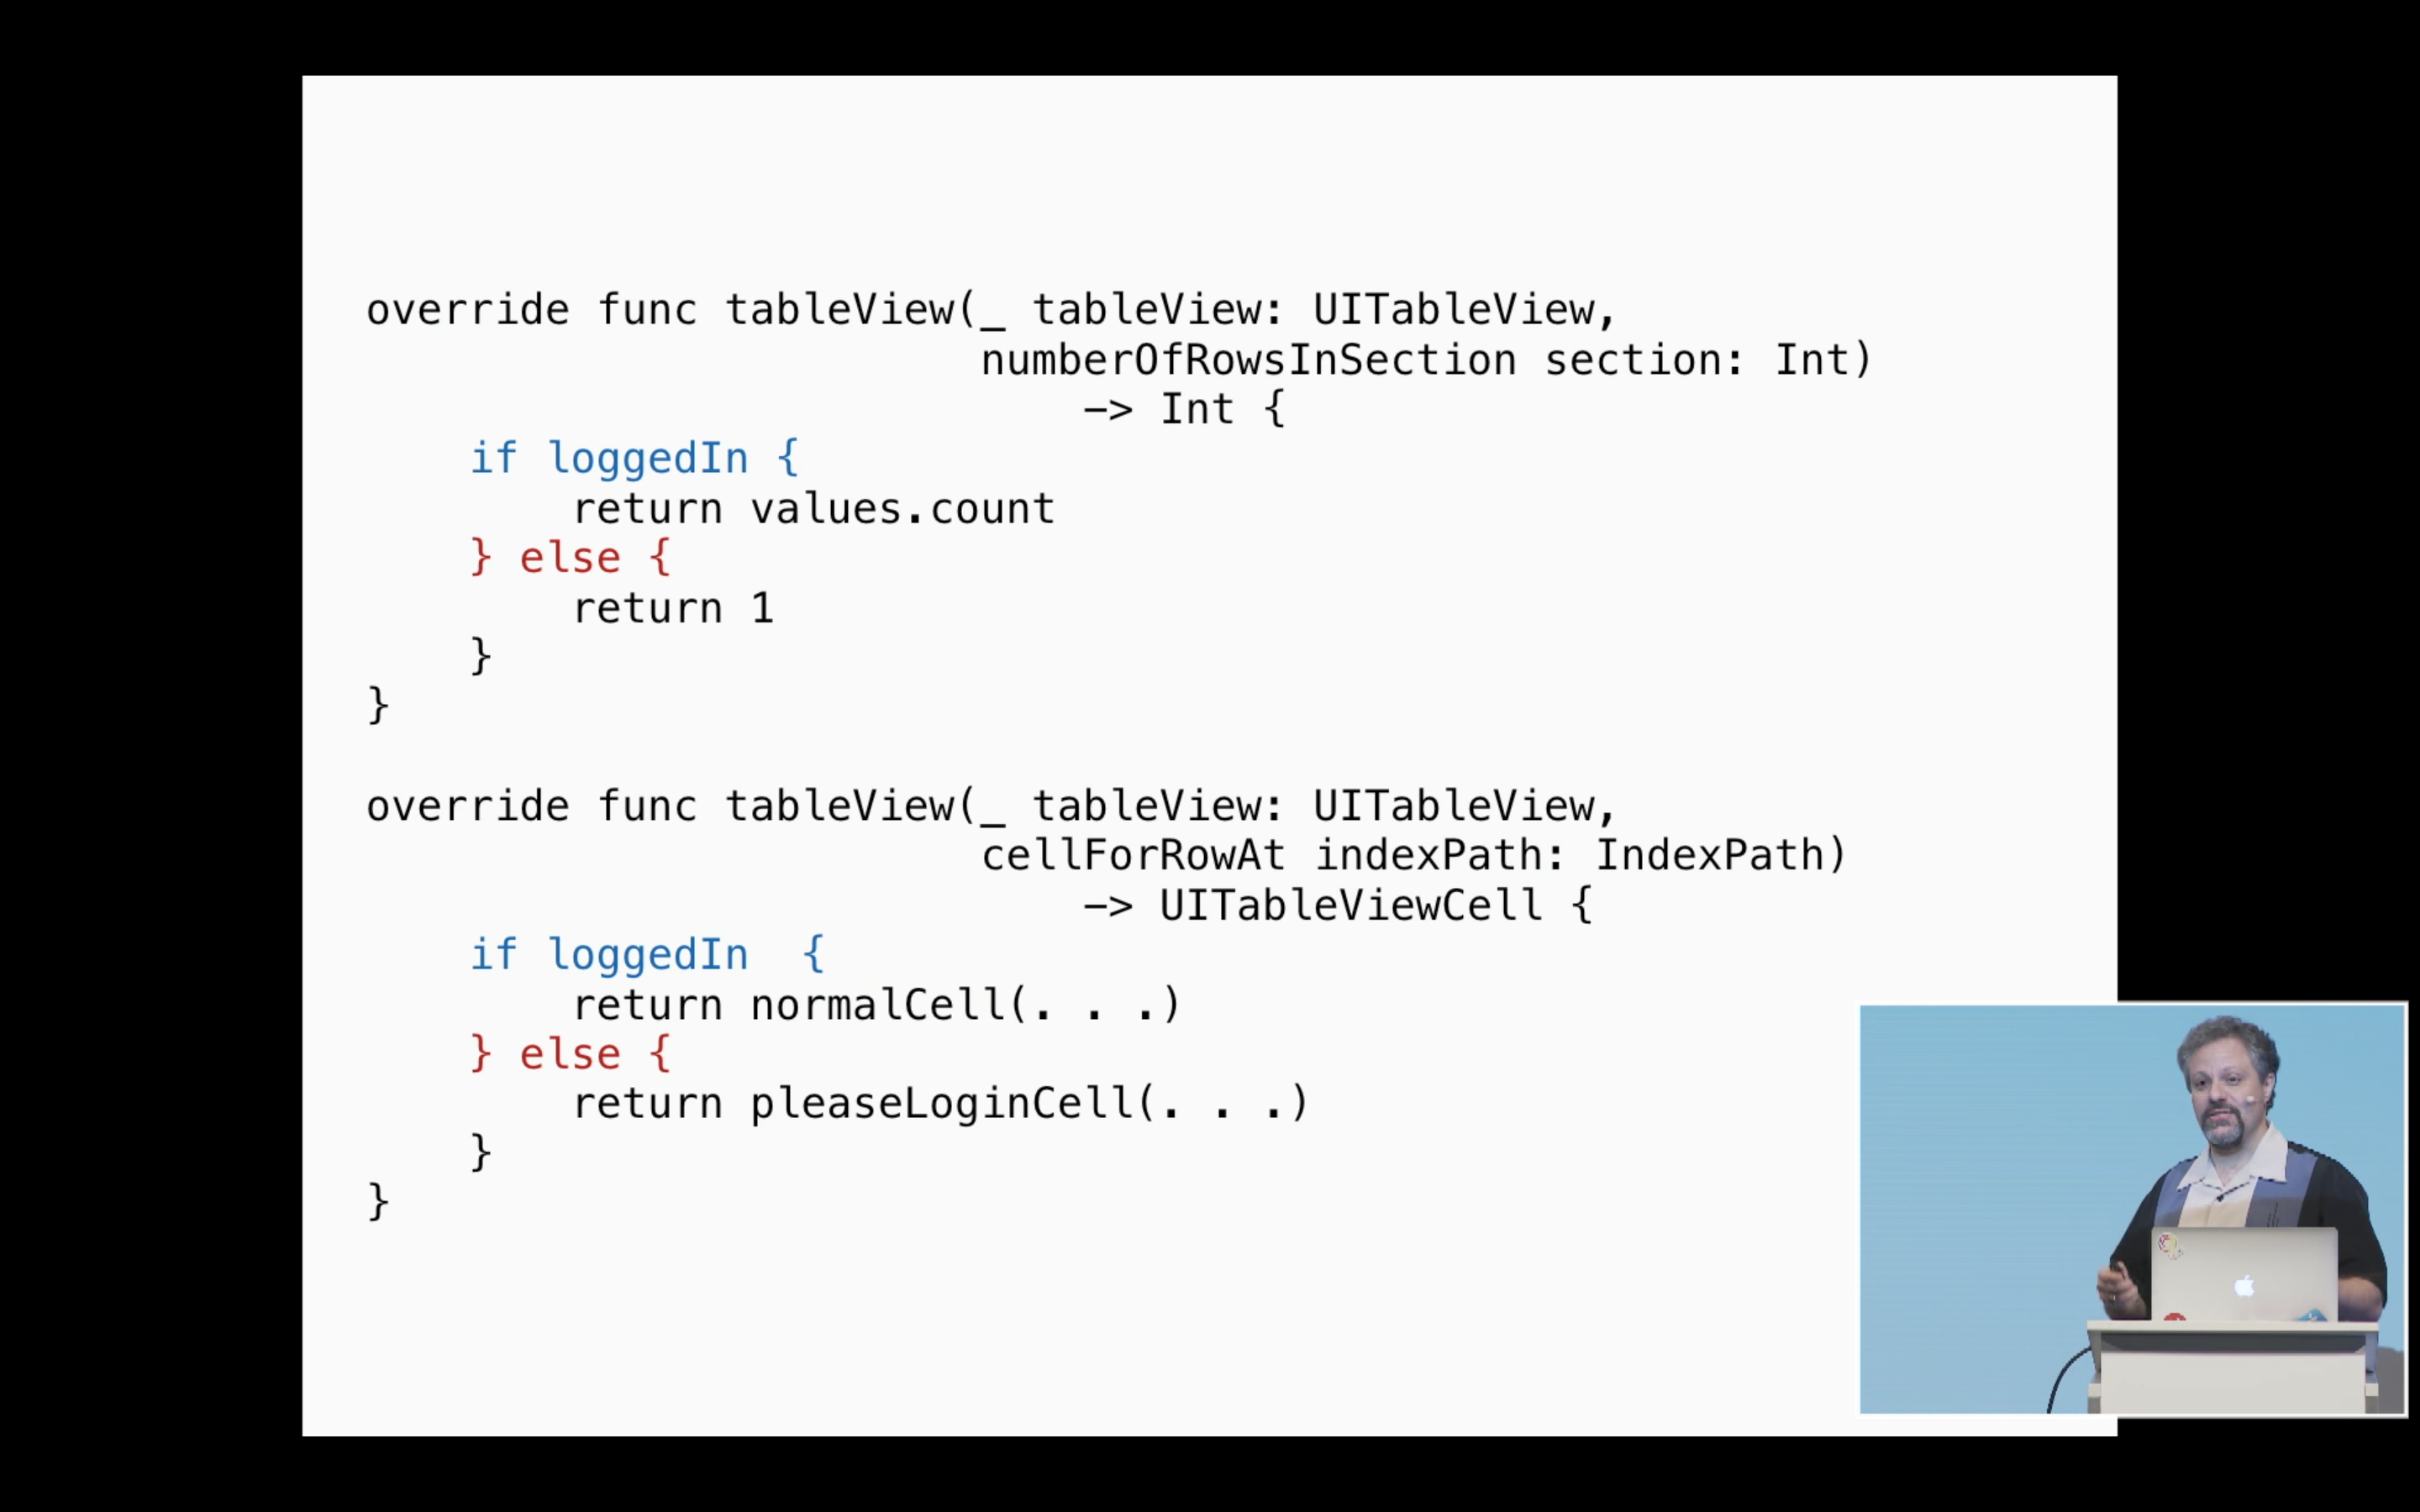 override func tableView(_ tableView: UITableView,
numberOfRowsInSection section: Int)
-> Int {
if loggedIn {
return values.count
} else {
return 1
}
}
override func tableView(_ tableView: UITableView,
cellForRowAt indexPath: IndexPath)
-> UITableViewCell {
if loggedIn  {
return normalCell(. . .)
} else {
return pleaseLoginCell(. . .)
}
}